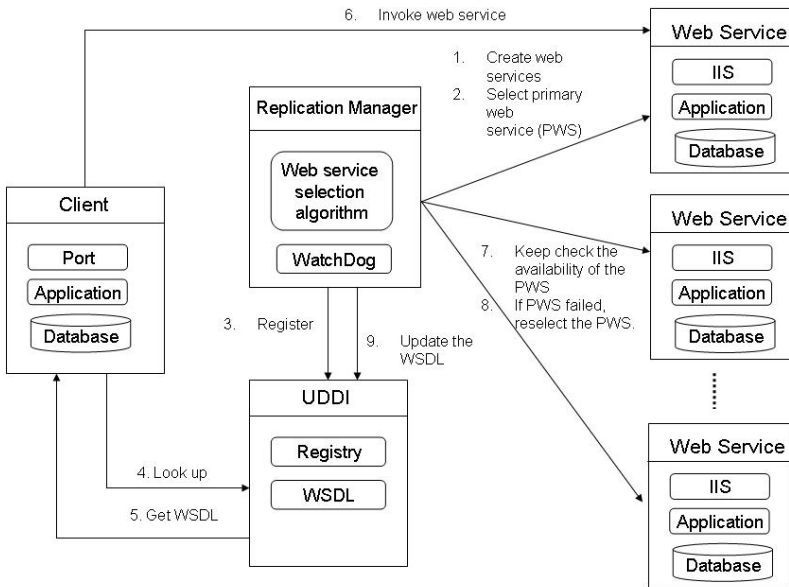 6. Invoke web service
Web Service
IIS
Application
Database
1. Create web
services
2. Select primary
web
service (PWS)
Replication Manager
Web service
selection
algorithm
WatchDog
Client
Port
Application
Database
Web Service
IIS
Application
Database
7. Keep check the
availability of the
PWS
8. If PWS failed,
reselect the PWS.
3. Register
9. Update the
WSDL
UDDI
Registry
WSDL
4. Look up
5. Get WSDL
Web Service
IIS
Application
Database